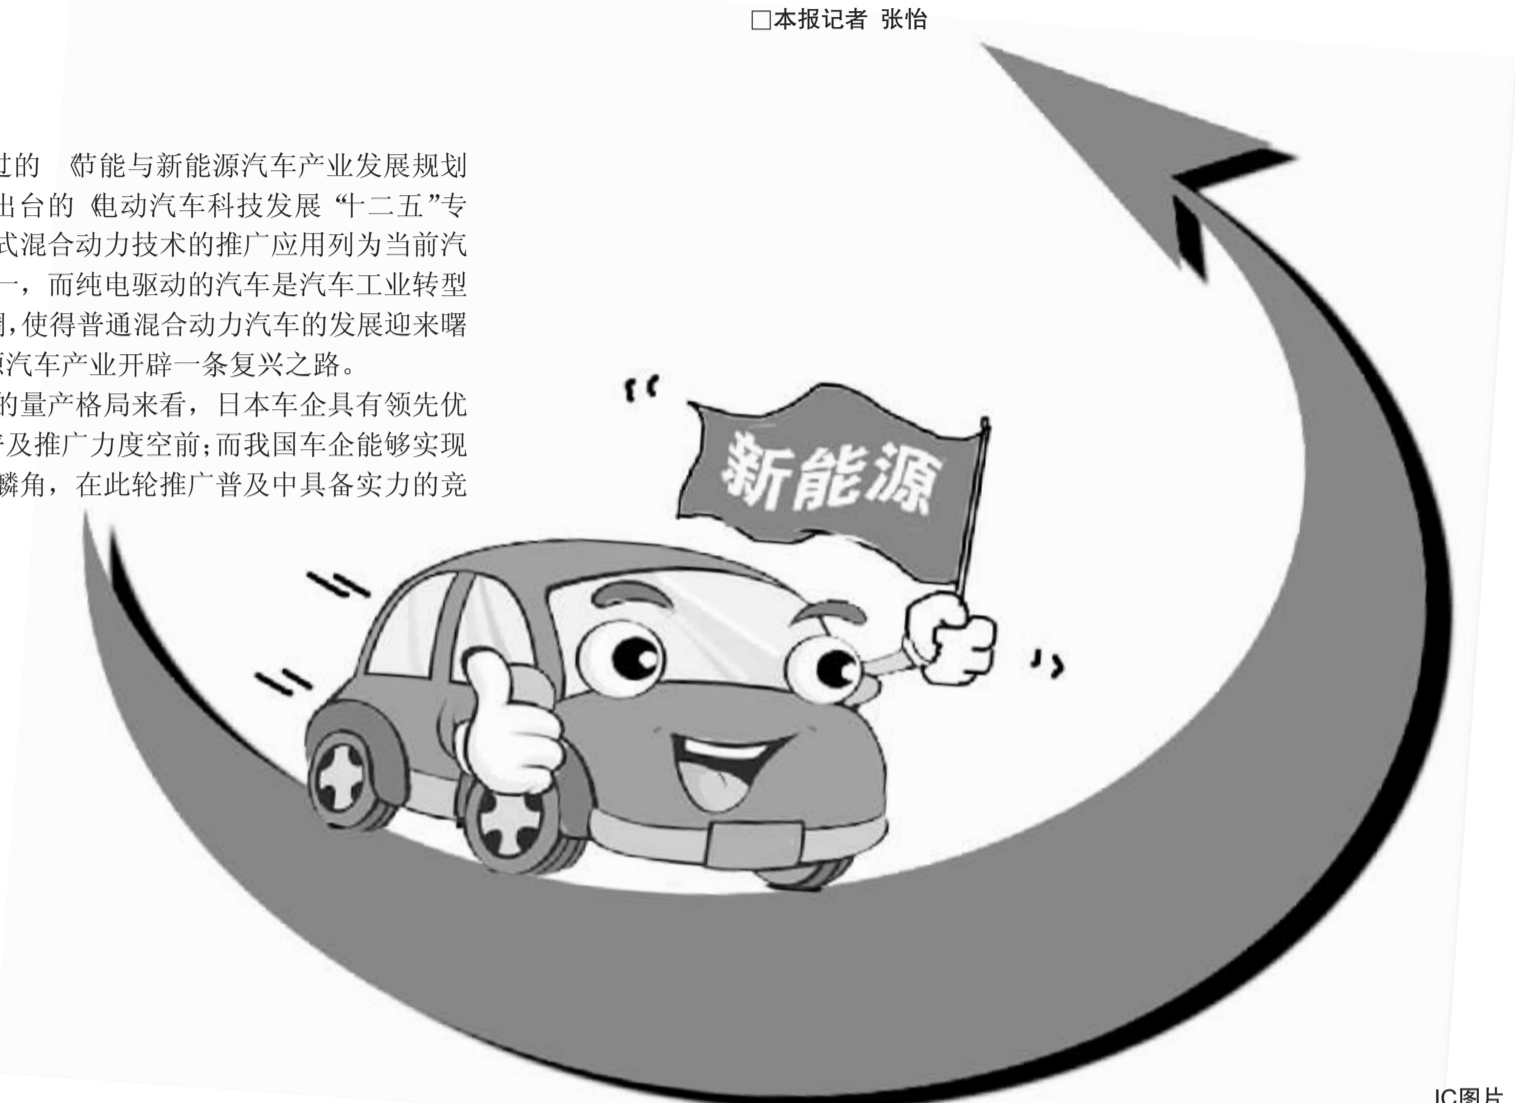 □本报记者 张怡
过的 《节能与新能源汽车产业发展规划
出台的《电动汽车科技发展“十二五”专
式混合动力技术的推广应用列为当前汽
一，而纯电驱动的汽车是汽车工业转型
，使得普通混合动力汽车的发展迎来曙
源汽车产业开辟一条复兴之路。
的量产格局来看，日本车企具有领先优
及推广力度空前；而我国车企能够实现
麟角，在此轮推广普及中具备实力的竞
新能源
IC图片